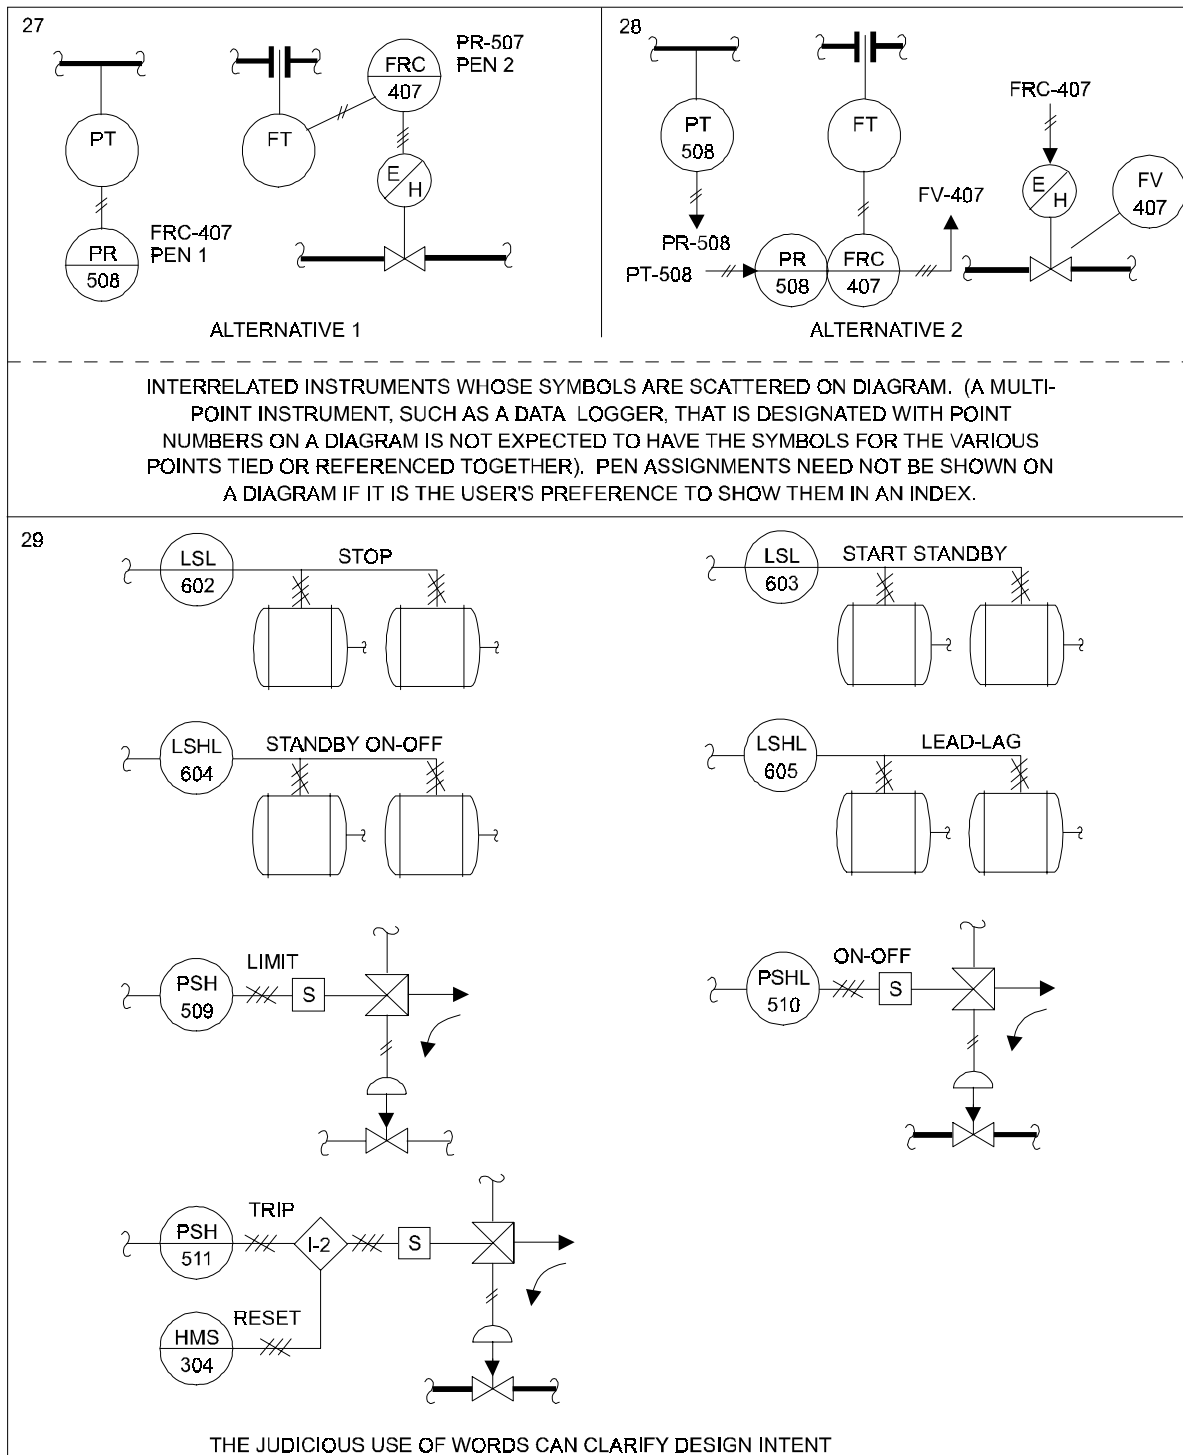 27
PR-507
PEN 2
FRC
407
PT
FT
E
H
FRC-407
PEN 1
PR
508
ALTERNATIVE 1
28
FRC-407
PT
508
FT
E
H
FV
407
FV-407
PR-508
PT-508
PR
508
FRC
407
ALTERNATIVE 2
INTERRELATED INSTRUMENTS WHOSE SYMBOLS ARE SCATTERED ON DIAGRAM. (A MULTI-
POINT INSTRUMENT, SUCH AS A DATA LOGGER, THAT IS DESIGNATED WITH POINT
NUMBERS ON A DIAGRAM IS NOT EXPECTED TO HAVE THE SYMBOLS FOR THE VARIOUS
POINTS TIED OR REFERENCED TOGETHER). PEN ASSIGNMENTS NEED NOT BE SHOWN ON
A DIAGRAM IF IT IS THE USER'S PREFERENCE TO SHOW THEM IN AN INDEX.
29
LSL
602
STOP
LSL
603
START STANDBY
LSHL
604
STANDBY ON-OFF
LSHL
605
LEAD-LAG
PSH
509
LIMIT
S
PSHL
510
ON-OFF
S
PSH
511
TRIP
I-2
S
HMS
304
RESET
THE JUDICIOUS USE OF WORDS CAN CLARIFY DESIGN INTENT